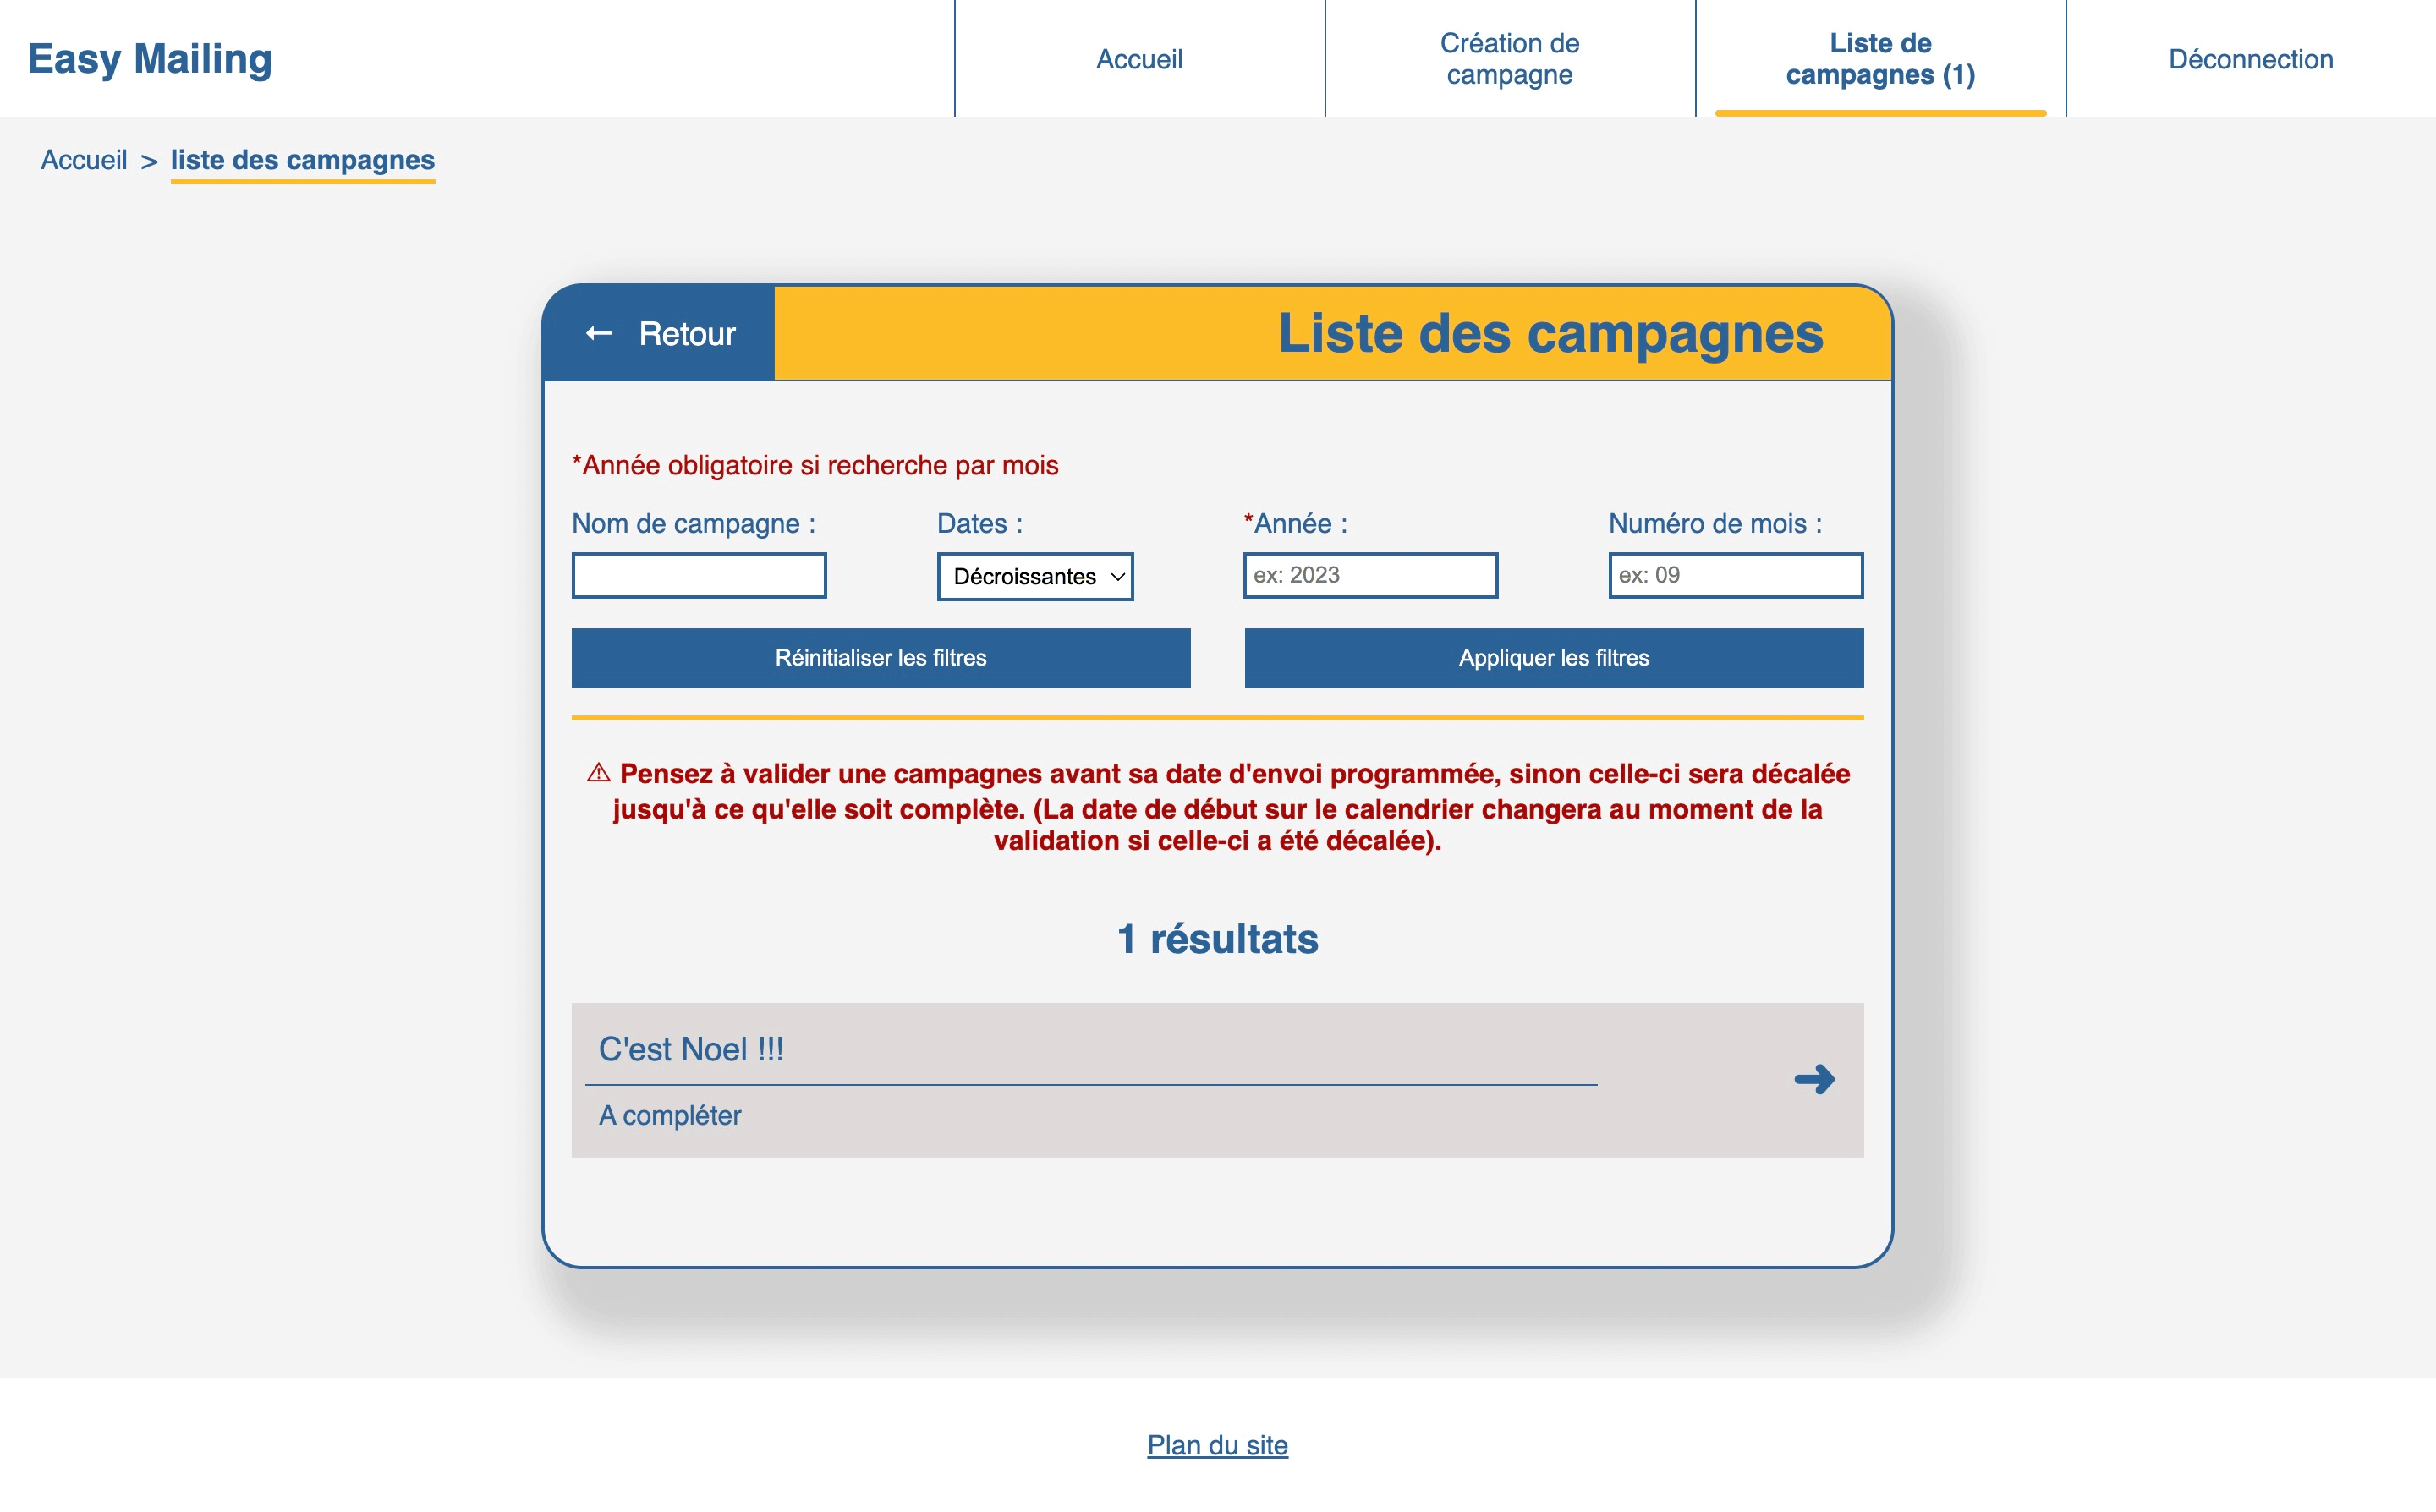 Easy Mailing
Accueil
Création de
campagne
Liste de
campagnes (1)
Déconnection
Accueil > liste des campagnes
← Retour
Liste des campagnes
*Année obligatoire si recherche par mois
Nom de campagne :
Dates :
*Année :
Numéro de mois :
Décroissantes
ex: 2023
ex: 09
Réinitialiser les filtres
Appliquer les filtres
⚠ Pensez à valider une campagnes avant sa date d'envoi programmée, sinon celle-ci sera décalée
jusqu'à ce qu'elle soit complète. (La date de début sur le calendrier changera au moment de la
validation si celle-ci a été décalée).
1 résultats
C'est Noel !!!
A compléter
Plan du site